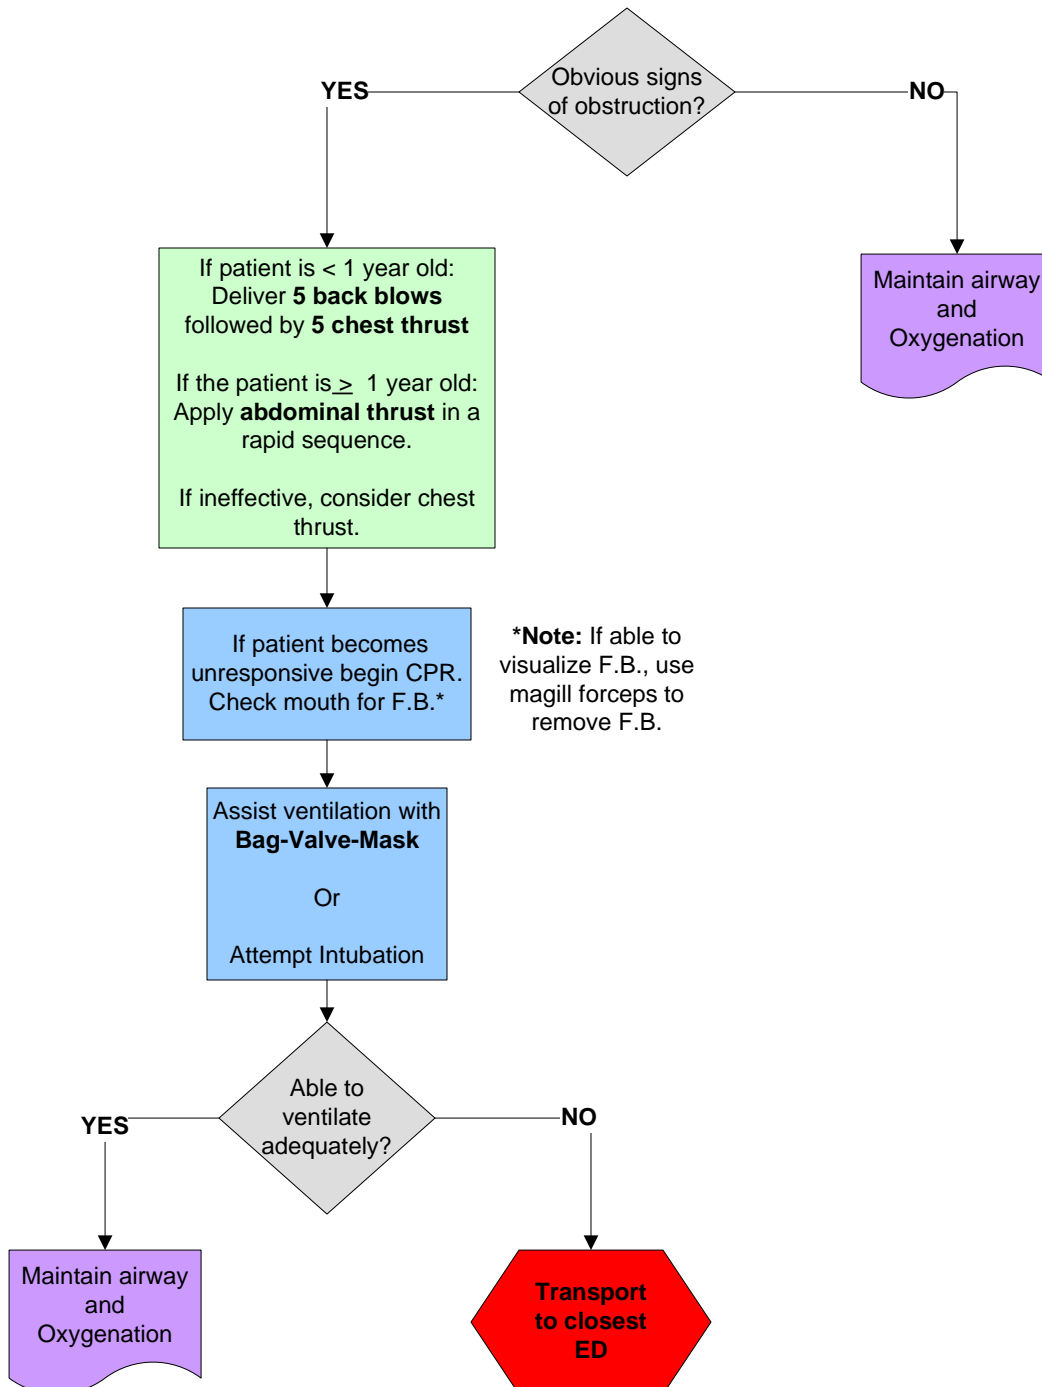 Obvious signs
of obstruction?
YES
NO
If patient is < 1 year old:
Deliver 5 back blows
followed by 5 chest thrust
If the patient is > 1 year old:
Apply abdominal thrust in a
rapid sequence.
If ineffective, consider chest
thrust.
Maintain airway
and
Oxygenation
If patient becomes
unresponsive begin CPR.
Check mouth for F.B.*
*Note: If able to
visualize F.B., use
magill forceps to
remove F.B.
Assist ventilation with
Bag-Valve-Mask
Or
Attempt Intubation
Able to
ventilate
adequately?
YES
NO
Maintain airway
and
Oxygenation
Transport
to closest
ED